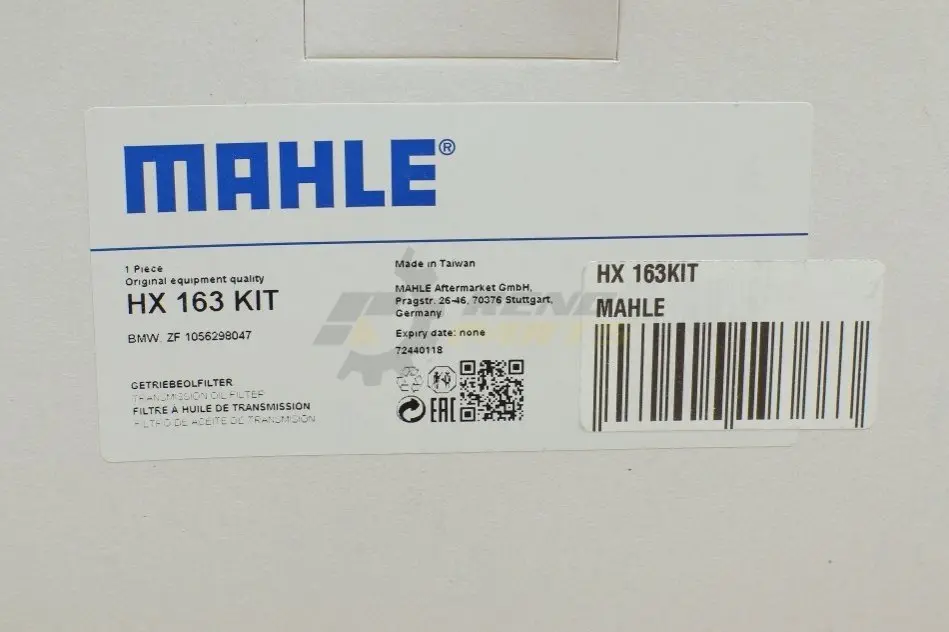 MAHLE®
1 Piece
Original equipment quality
HX 163 KIT
BMW. ZF 1056298047
GETRIEBEOLFILTER
TRANSMISSION OIL FILTER
FILTRE A HUILE DE TRANSMISSION
FILTRO DE ACEITE DE TRANSMISION
Made in Taiwan
MAHLE Aftermarket GmbH,
Pragstr. 26-46, 70376 Stuttgart,
Germany
Expiry date: none
72440118
EAC
HX 163KIT
MAHLE